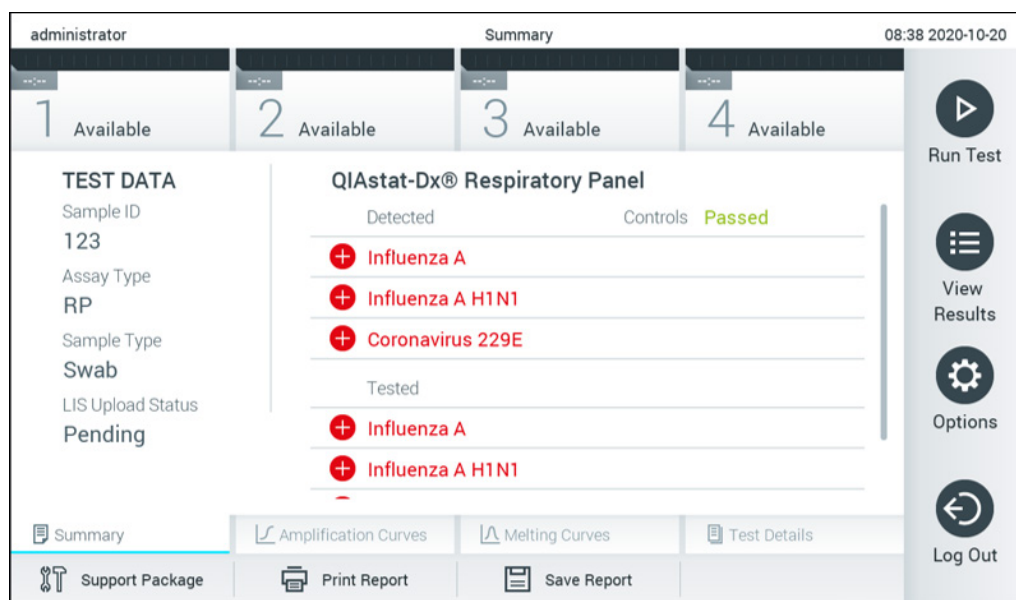 administrator
Summary
08:38 2020-10-20
--:--
1 Available
--:--
2 Available
--:--
3 Available
--:--
4 Available
Run Test
View
Results
Options
Log Out
TEST DATA
Sample ID
123
Assay Type
RP
Sample Type
Swab
LIS Upload Status
Pending
QIAstat-Dx® Respiratory Panel
Detected
Controls Passed
Influenza A
Influenza A H1N1
Coronavirus 229E
Tested
Influenza A
Influenza A H1N1
Summary
Amplification Curves
Melting Curves
Test Details
Support Package
Print Report
Save Report